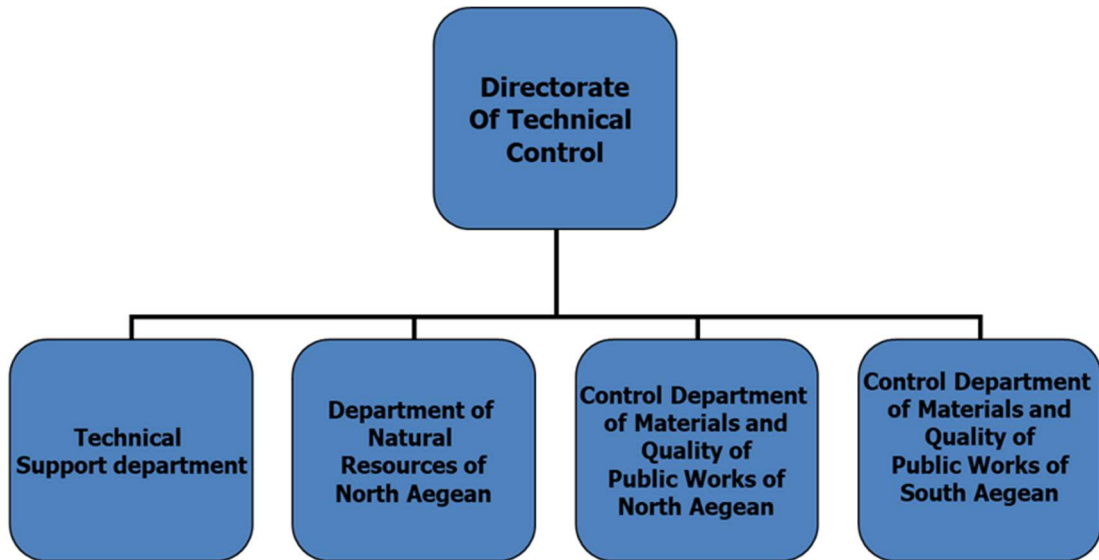 Directorate
Of Technical
Control
Technical
Support department
Department of
Natural
Resources of
North Aegean
Control Department
of Materials and
Quality of
Public Works of
North Aegean
Control Department
of Materials and
Quality of
Public Works of
South Aegean